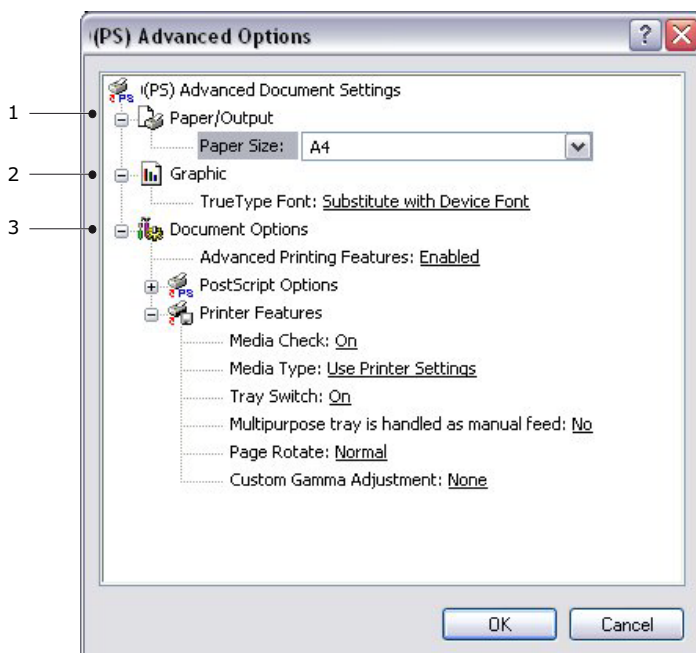 (PS) Advanced Options
(PS) Advanced Document Settings
1 Paper/Output
Paper Size: A4
2 Graphic
TrueType Font: Substitute with Device Font
3 Document Options
Advanced Printing Features: Enabled
PostScript Options
Printer Features
Media Check: On
Media Type: Use Printer Settings
Tray Switch: On
Multipurpose tray is handled as manual feed: No
Page Rotate: Normal
Custom Gamma Adjustment: None
OK Cancel